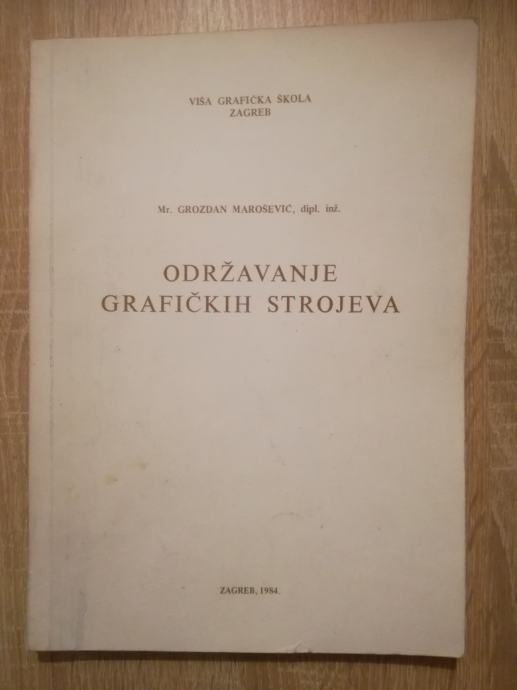 VIŠA GRAFIČKA ŠKOLA
ZAGREB
Mr. GROZDAN MAROŠEVIĆ, dipl. inž.
ODRŽAVANJE
GRAFIČKIH STROJEVA
ZAGREB, 1984.